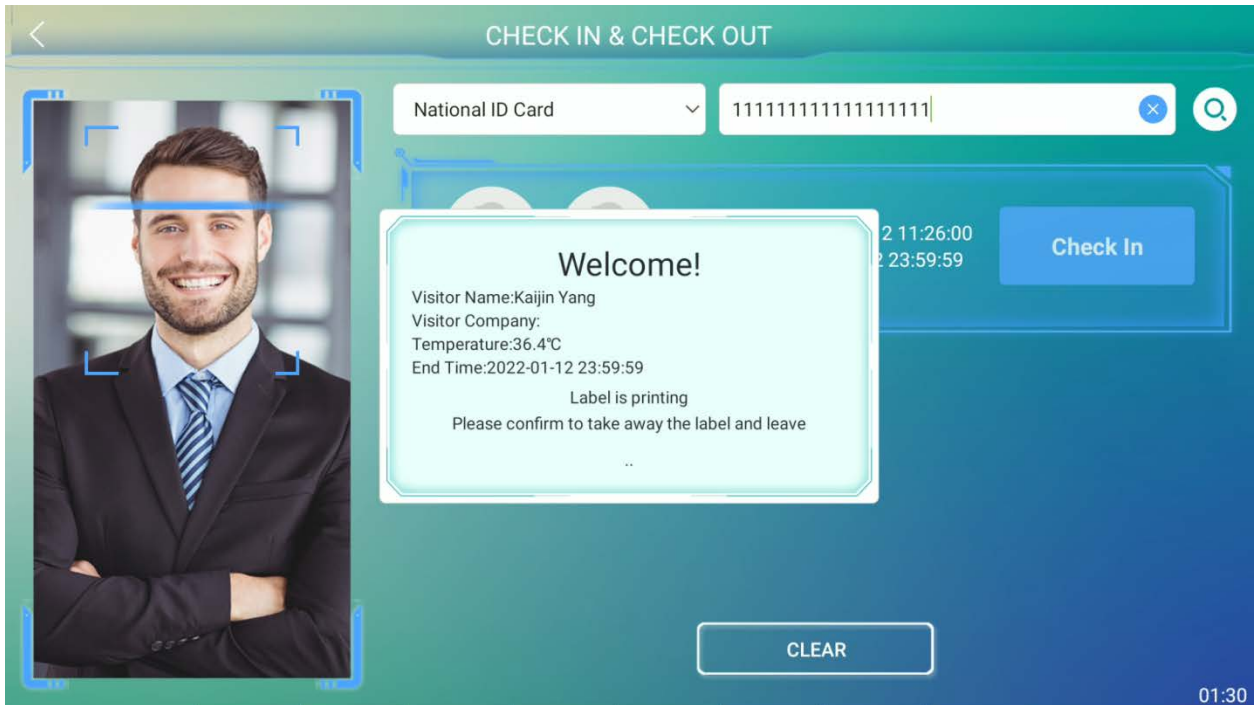 CHECK IN & CHECK OUT
National ID Card
111111111111111111
2 11:26:00
23:59:59
Check In
Welcome!
Visitor Name:Kaijin Yang
Visitor Company:
Temperature:36.4℃
End Time:2022-01-12 23:59:59
Label is printing
Please confirm to take away the label and leave
..
CLEAR
01:30